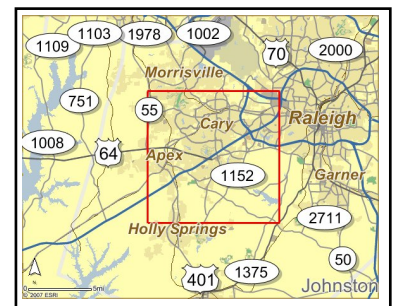 1109
1103
1978
1002
70
2000
Morrisville
751
55
Cary
Raleigh
1008
64
Apex
1152
Garner
2711
Holly Springs
50
401
1375
Johnston
0 5mi
© 2007 ESRI